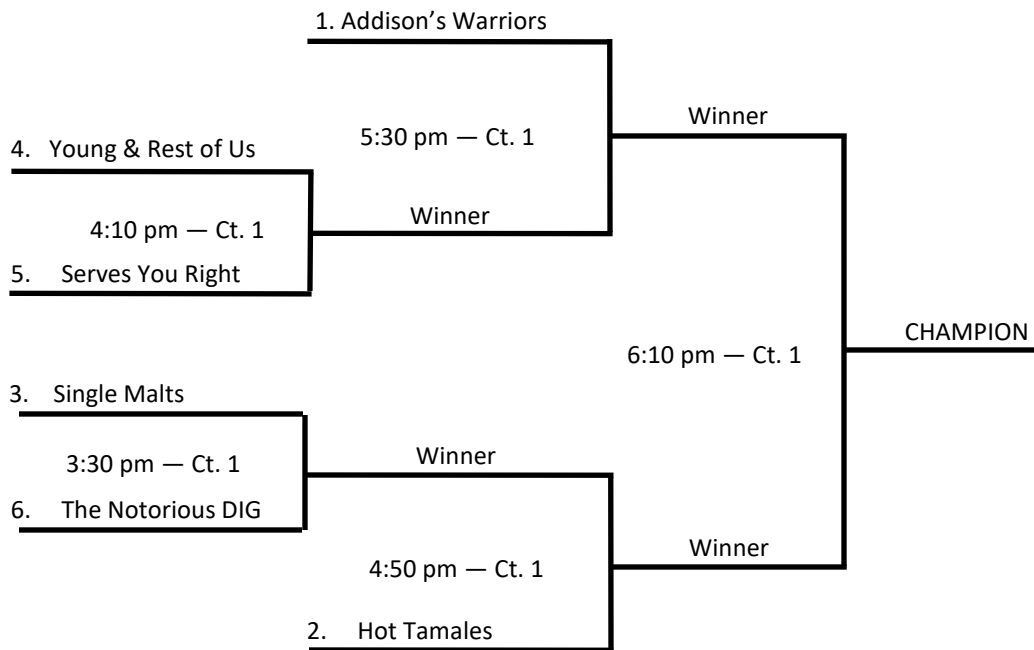 1. Addison’s Warriors
Winner
5:30 pm — Ct. 1
4. Young & Rest of Us
Winner
4:10 pm — Ct. 1
5. Serves You Right
CHAMPION
6:10 pm — Ct. 1
3. Single Malts
Winner
3:30 pm — Ct. 1
6. The Notorious DIG
Winner
4:50 pm — Ct. 1
2. Hot Tamales